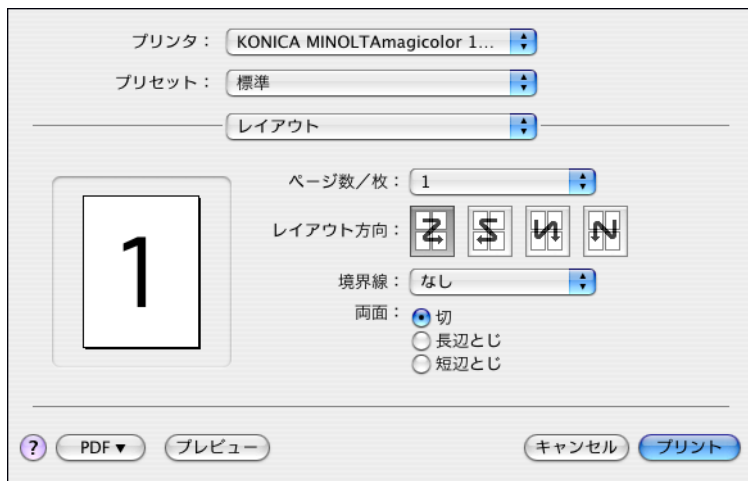 プリンタ： KONICA MINOLTAmagicolor 1...
プリセット： 標準
レイアウト
ページ数／枚： 1
1
レイアウト方向：
境界線： なし
両面： 切
長辺とじ
短辺とじ
? PDF▼ プレビュー キャンセル プリント